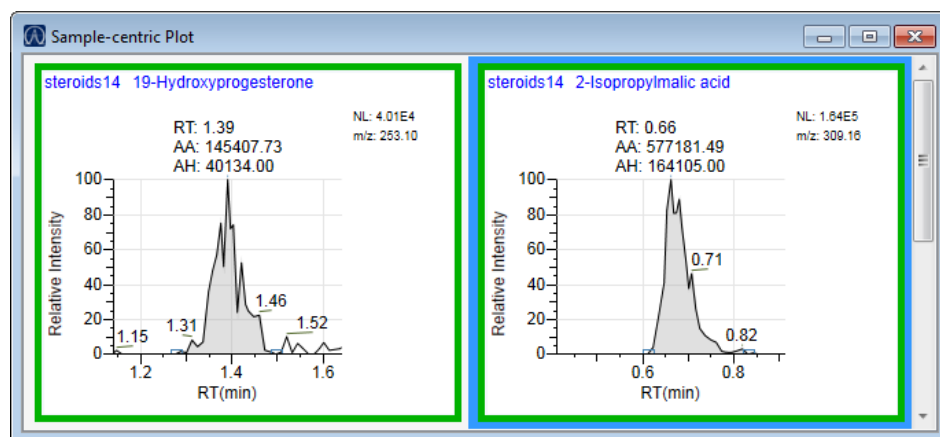 Sample-centric Plot
steroids14 19-Hydroxyprogesterone
NL: 4.01E4
m/z: 253.10
RT: 1.39
AA: 145407.73
AH: 40134.00
100
80
60
40
20
0
Relative Intensity
1.15
1.31
1.46
1.52
1.2
1.4
1.6
RT(min)
steroids14 2-Isopropylmalic acid
NL: 1.64E5
m/z: 309.16
RT: 0.66
AA: 577181.49
AH: 164105.00
100
80
60
40
20
0
Relative Intensity
0.71
0.82
0.6
0.8
RT(min)